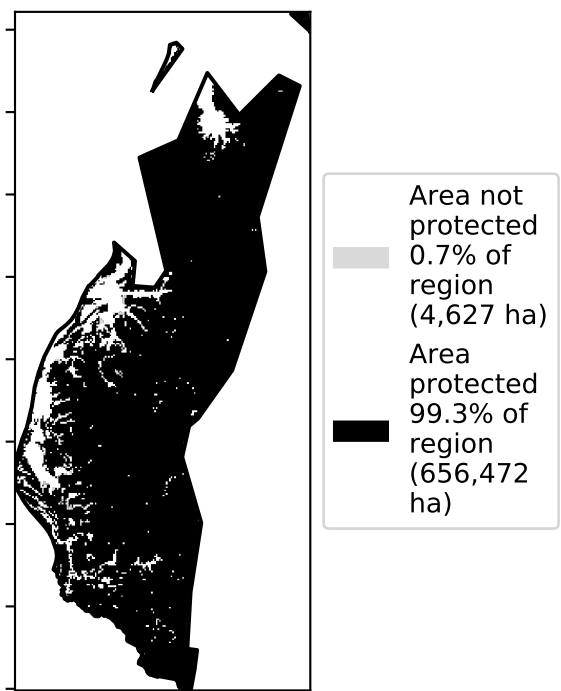 Area not
protected
0.7% of
region
(4,627 ha)
Area
protected
99.3% of
region
(656,472
ha)